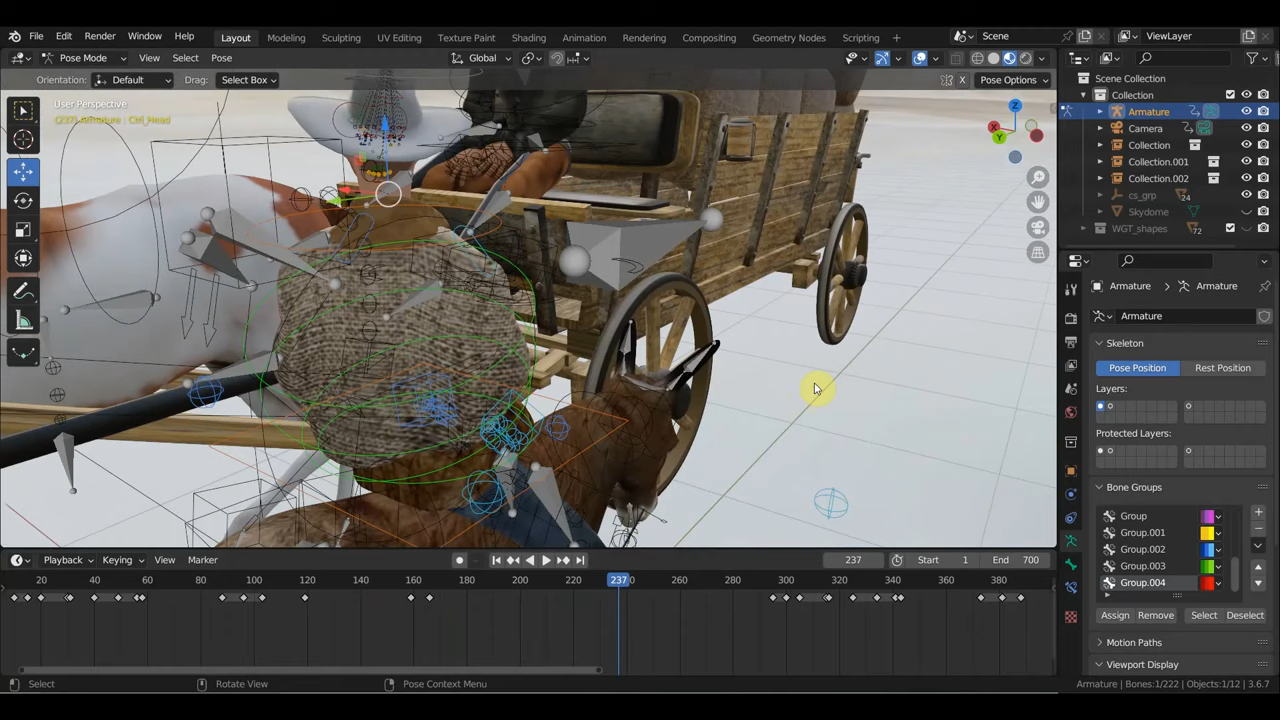 File Edit Render Window Help Layout Modeling Sculpting UV Editing Texture Paint Shading Animation Rendering Compositing Geometry Nodes Scripting + Scene ViewLayer
Pose Mode View Select Pose Global
Orientation: Default Drag: Select Box X Pose Options
User Perspective
(237) Armature : Ctrl_Head
Z
X
Y
Scene Collection
Collection
Armature
Camera
Collection
Collection.001
Collection.002
cs_grp 24
Skydome
WGT_shapes 72
Armature > Armature
Armature
Skeleton
Pose Position Rest Position
Layers:
Protected Layers:
Bone Groups
Group
Group.001
Group.002
Group.003
Group.004
Assign Remove Select Deselect
Motion Paths
Viewport Display
Playback Keying View Marker 237 Start 1 End 700
20 40 60 80 100 120 140 160 180 200 220 237 260 280 300 320 340 360 380
Select Rotate View Pose Context Menu Armature | Bones:1/222 | Objects:1/12 | 3.6.7